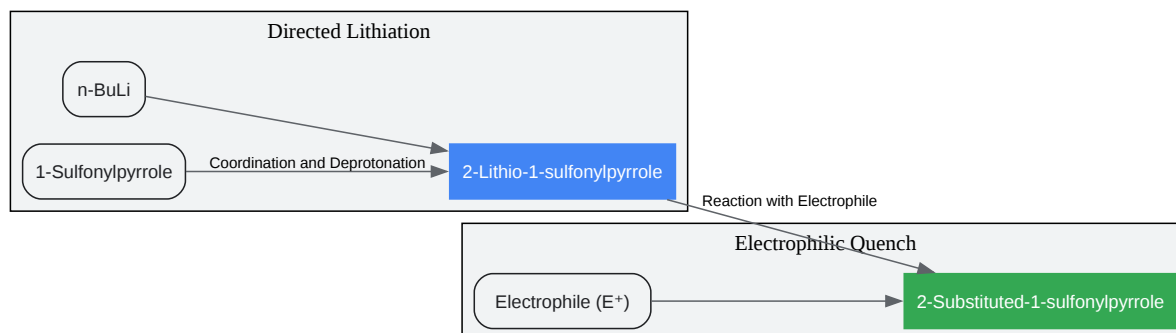 Directed Lithiation
n-BuLi
1-Sulfonylpyrrole
Coordination and Deprotonation
2-Lithio-1-sulfonylpyrrole
Reaction with Electrophile
Electrophilic Quench
Electrophile (E⁺)
2-Substituted-1-sulfonylpyrrole